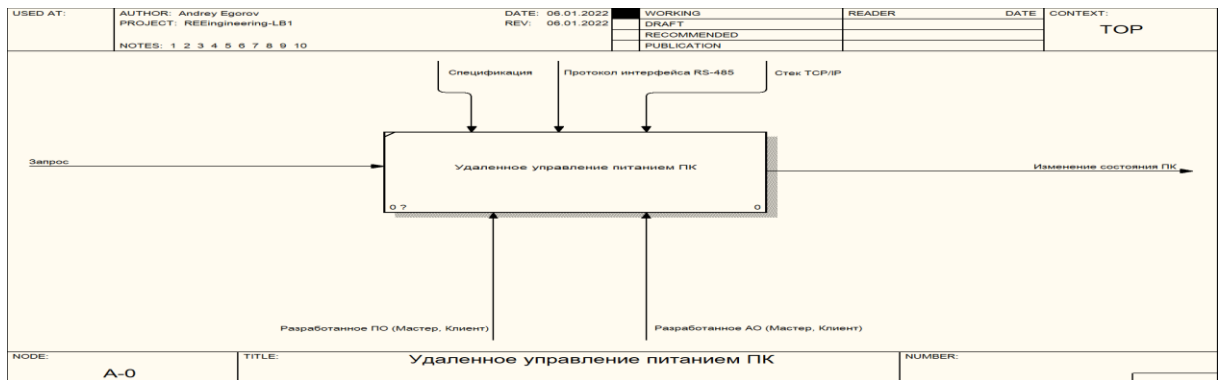 USED AT:
AUTHOR: Andrey Egorov
DATE: 06.01.2022
WORKING
READER
DATE
CONTEXT:
PROJECT: REEngineering-LB1
REV: 06.01.2022
DRAFT
TOP
RECOMMENDED
NOTES: 1 2 3 4 5 6 7 8 9 10
PUBLICATION
Спецификация
Протокол интерфейса RS-485
Стек TCP/IP
Запрос
Удаленное управление питанием ПК
Изменение состояния ПК
0 ?
0
Разработанное ПО (Мастер, Клиент)
Разработанное АО (Мастер, Клиент)
NODE:
TITLE:
Удаленное управление питанием ПК
NUMBER:
A-0